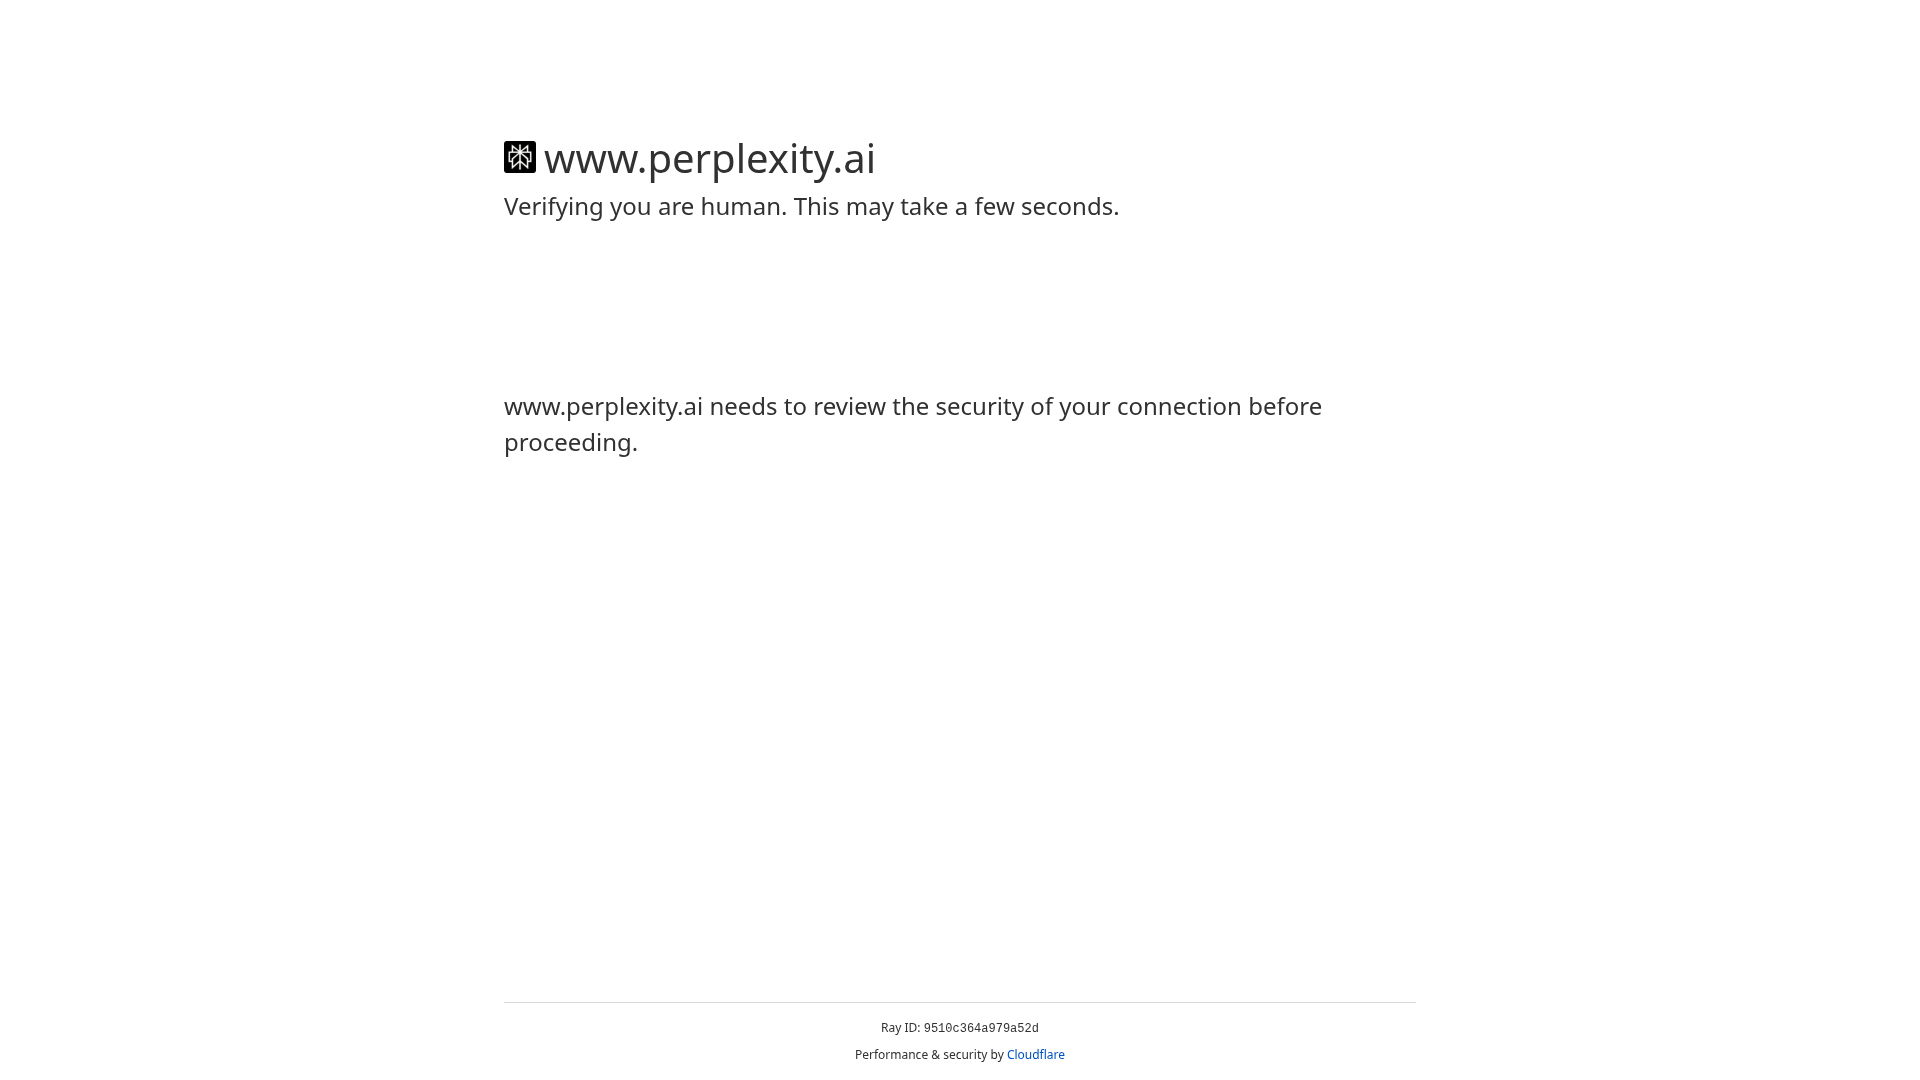 www.perplexity.ai
Verifying you are human. This may take a few seconds.
www.perplexity.ai needs to review the security of your connection before
proceeding.
Ray ID: 9510c364a979a52d
Performance & security by Cloudflare